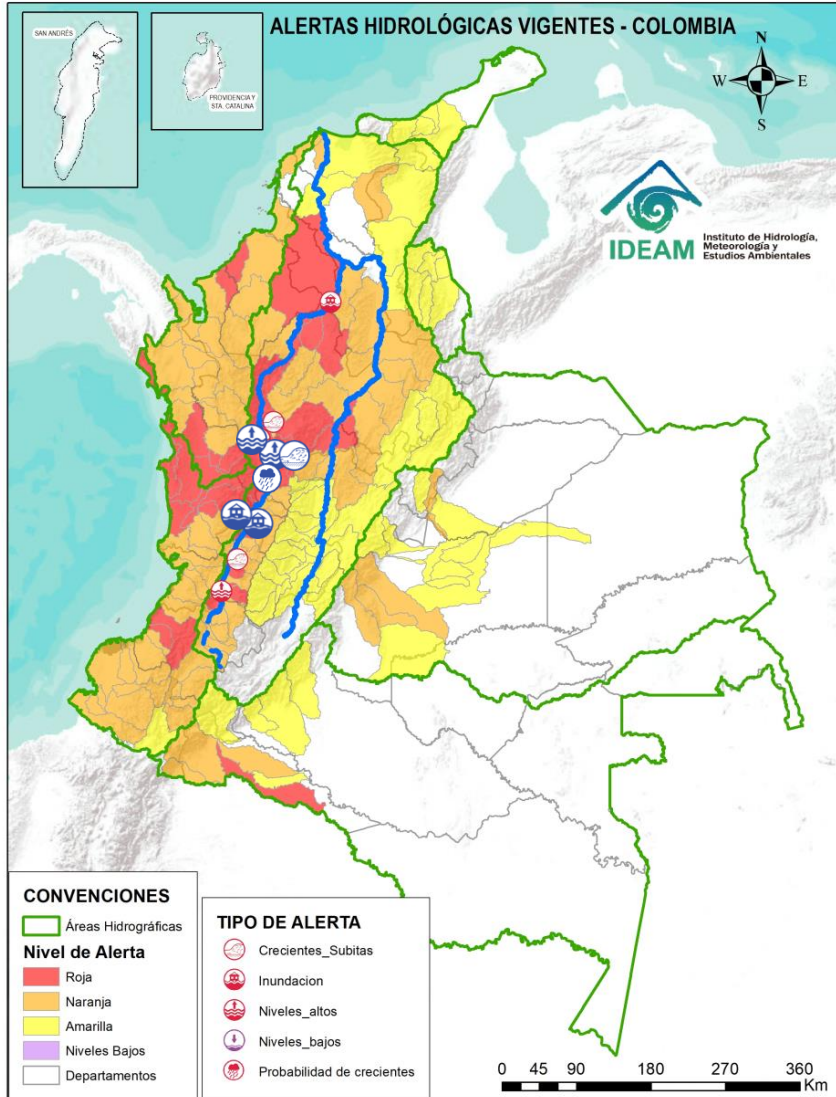 ALERTAS HIDROLÓGICAS VIGENTES - COLOMBIA
SAN ANDRÉS
PROVIDENCIA Y
STA. CATALINA
N
W
E
S
IDEAM
Instituto de Hidrología,
Meteorología y
Estudios Ambientales
CONVENCIONES
Áreas Hidrográficas
Nivel de Alerta
Roja
Naranja
Amarilla
Niveles Bajos
Departamentos
TIPO DE ALERTA
Crecientes_Subitas
Inundacion
Niveles_altos
Niveles_bajos
Probabilidad de crecientes
0 45 90 180 270 360
Km